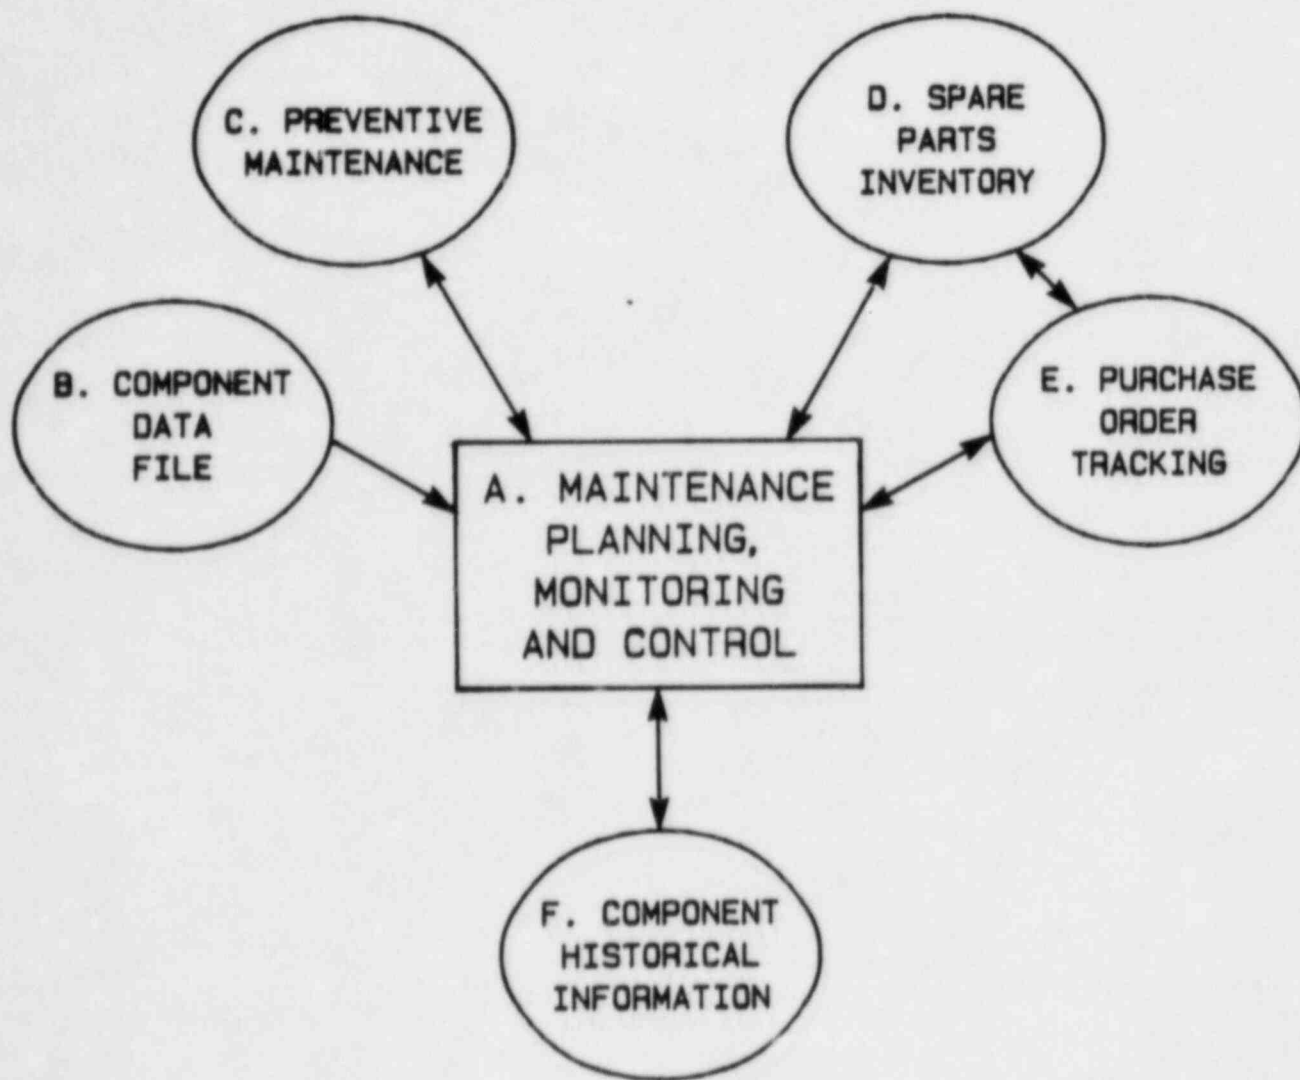 C. PREVENTIVE
MAINTENANCE
D. SPARE
PARTS
INVENTORY
B. COMPONENT
DATA
FILE
E. PURCHASE
ORDER
TRACKING
A. MAINTENANCE
PLANNING,
MONITORING
AND CONTROL
F. COMPONENT
HISTORICAL
INFORMATION